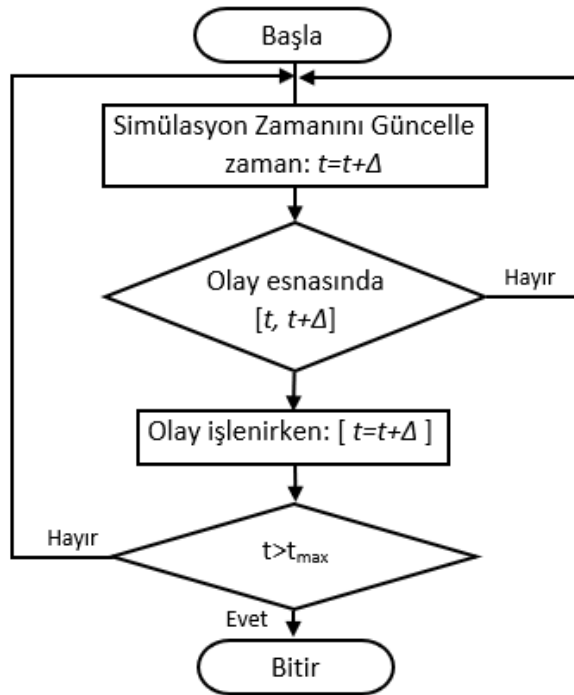 Başla
Simülasyon Zamanını Güncelle
zaman: t=t+Δ
Olay esnasında
[t, t+Δ]
Hayır
Olay işlenirken: [ t=t+Δ ]
t>tmax
Hayır
Evet
Bitir